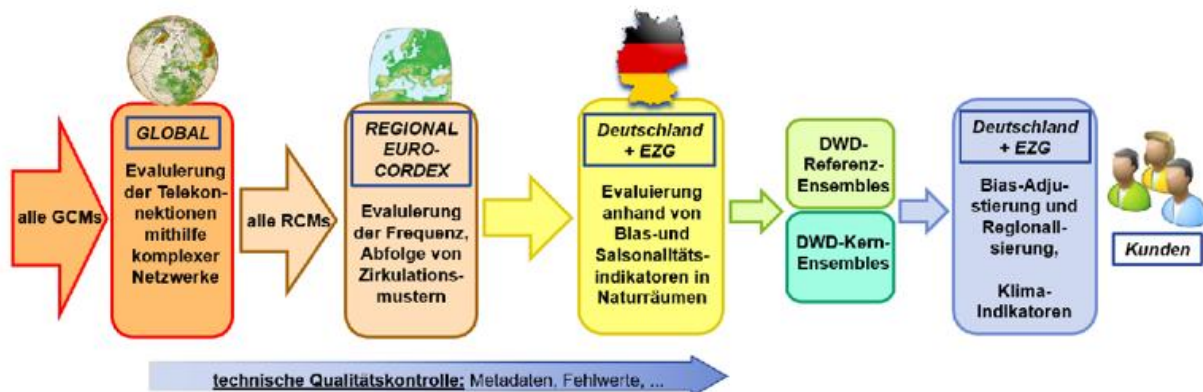 alle GCMs
GLOBAL
Evaluierung
der Telekon-
nektionen
mithilfe
komplexer
Netzwerke
alle RCMs
REGIONAL
EURO-
CORDEX
Evaluierung
der Frequenz,
Abfolge von
Zirkulations-
mustern
Deutschland
+ EZG
Evaluierung
anhand von
Bias-und
Saisonalitäts-
indikatoren in
Naturräumen
DWD-
Referenz-
Ensembles
DWD-Kern-
Ensembles
Deutschland
+ EZG
Bias-Adju-
stierung und
Regionali-
sierung,
Klima-
Indikatoren
Kunden
technische Qualitätskontrolle: Metadaten, Fehlwerte, ...